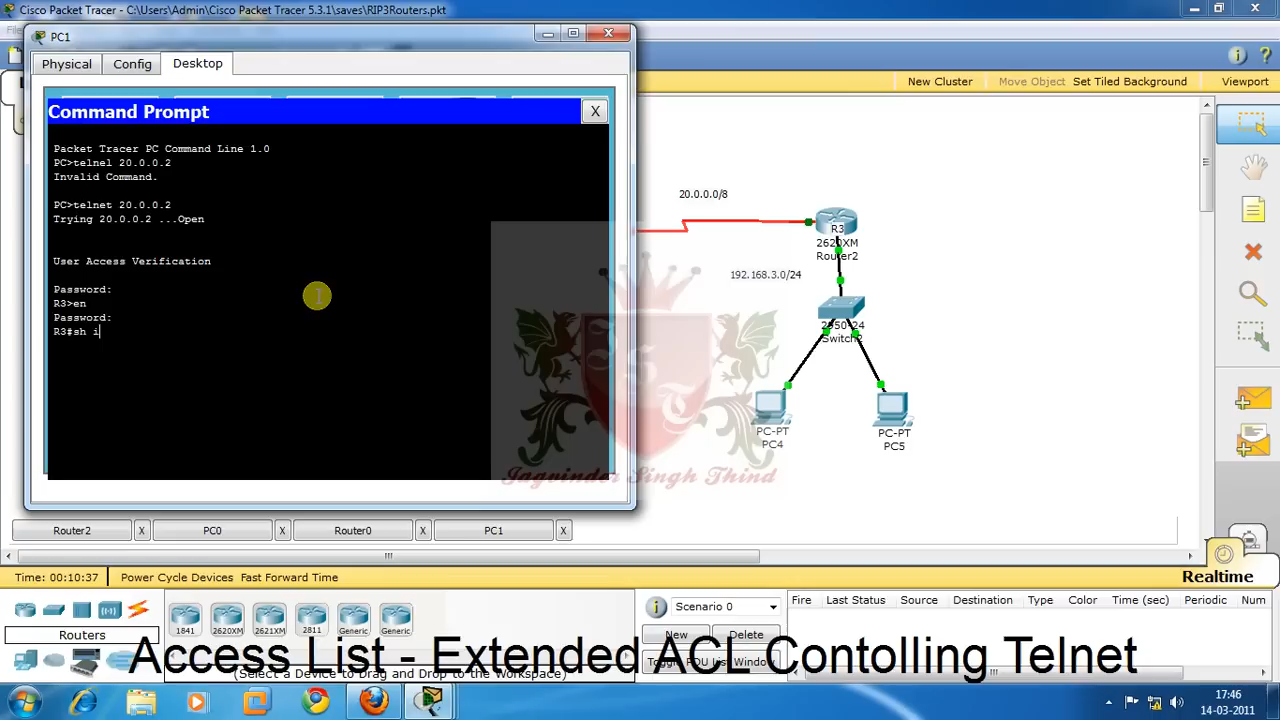 Cisco Packet Tracer - C:\Users\Admin\Cisco Packet Tracer 5.3.1\saves\RIP3Routers.pkt
PC1
Physical
Config
Desktop
Command Prompt
X
Packet Tracer PC Command Line 1.0
PC>telnel 20.0.0.2
Invalid Command.
PC>telnet 20.0.0.2
Trying 20.0.0.2 ...Open
User Access Verification
Password:
R3>en
Password:
R3#sh i
New Cluster
Move Object
Set Tiled Background
Viewport
20.0.0.0/8
R3
2620XM
Router2
192.168.3.0/24
2950-24
Switch2
PC-PT
PC4
PC-PT
PC5
Jagvinder Singh Thind
Router2
X
PC0
X
Router0
X
PC1
X
Time: 00:10:37
Power Cycle Devices
Fast Forward Time
Realtime
Routers
1841
2620XM
2621XM
2811
Generic
Generic
Scenario 0
New
Delete
Toggle PDU List Window
Fire
Last Status
Source
Destination
Type
Color
Time (sec)
Periodic
Num
Access List - Extended ACL Contolling Telnet
(Select a Device to Drag and Drop to the Workspace)
17:46
14-03-2011